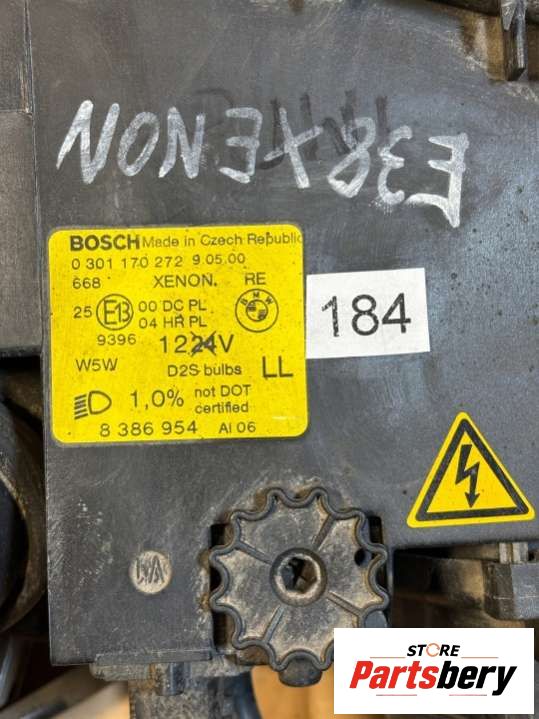 E38 XENON
BOSCH Made in Czech Republic
0 301 170 272 9.05.00
668 XENON. RE
25 E13 00 DC PL
04 HR PL
9396
BMW
184
12 24V
W5W D2S bulbs LL
1,0% not DOT
certified
8 386 954 AI 06
STORE
Partsbery